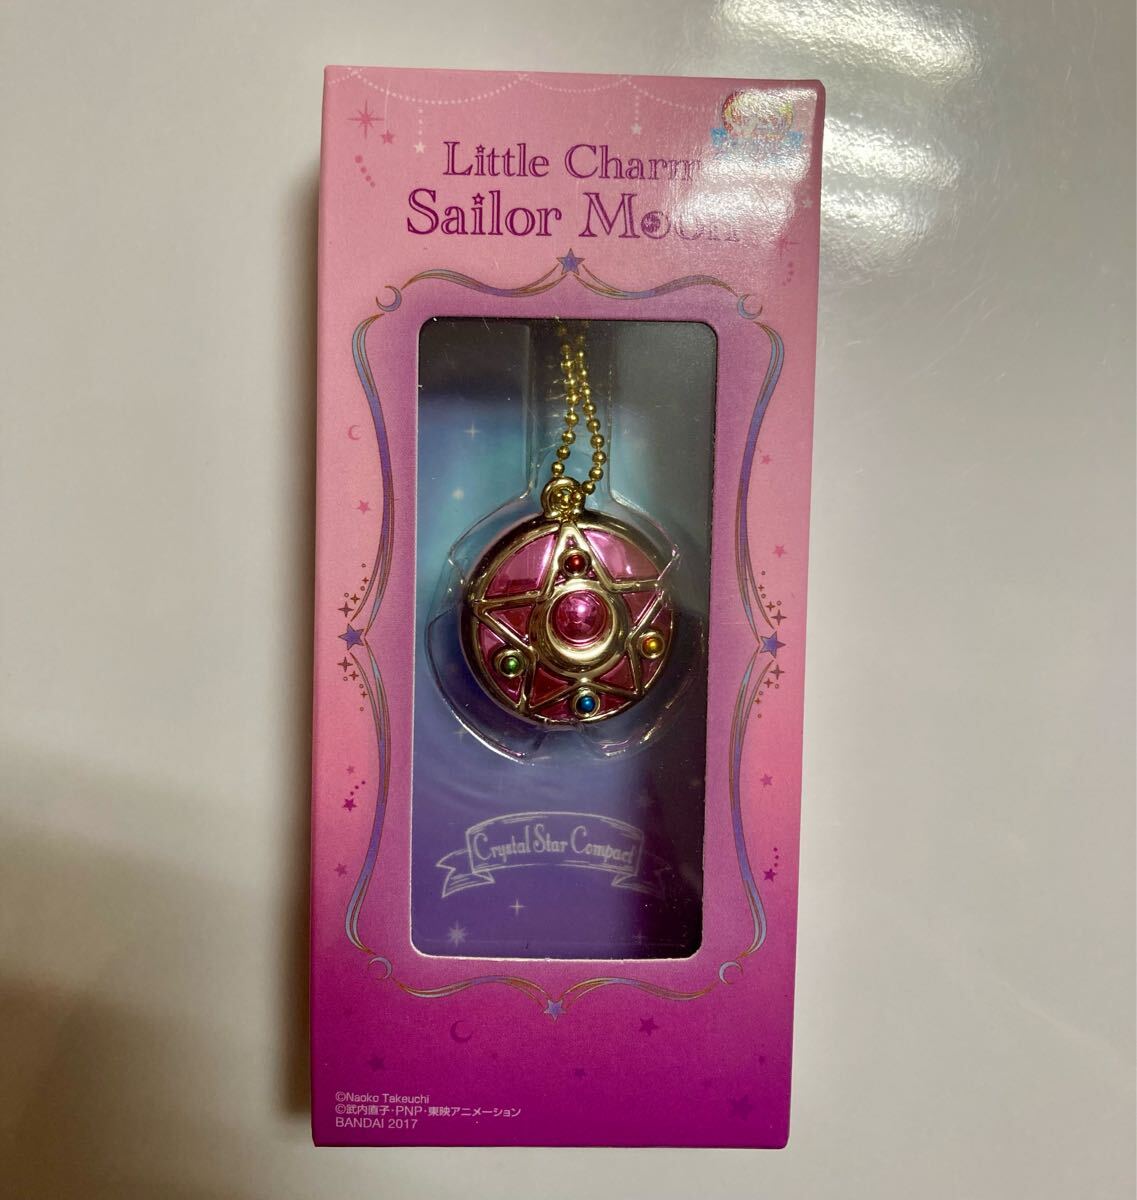 Little Charm
Sailor Moon
Crystal Star Compact
©Naoko Takeuchi
©武内直子・PNP・東映アニメーション
BANDAI 2017